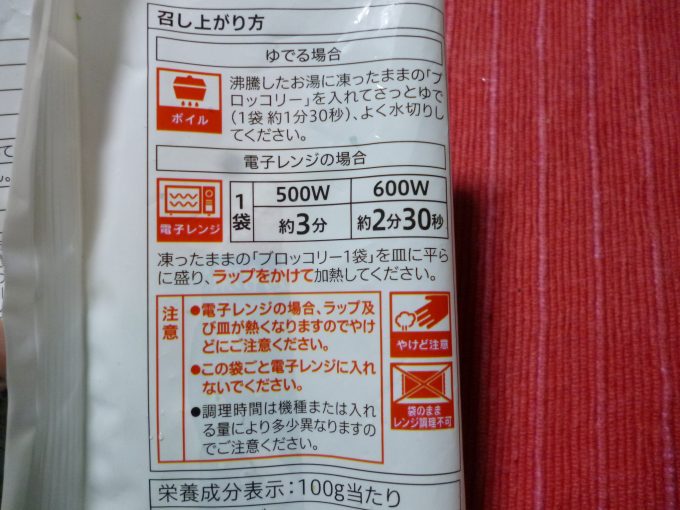 召し上がり方
ゆでる場合
沸騰したお湯に凍ったままの「ブ
ロッコリー」を入れてさっとゆで
(1袋 約1分30秒)、よく水切りし
てください。
ボイル
電子レンジの場合
電子レンジ
1袋
500W
600W
約3分
約2分30秒
凍ったままの「ブロッコリー1袋」を皿に平ら
に盛り、ラップをかけて加熱してください。
注意
●電子レンジの場合、ラップ及
び皿が熱くなりますのでやけ
どにご注意ください。
●この袋ごと電子レンジに入れ
ないでください。
●調理時間は機種または入れ
る量により多少異なりますの
でご注意ください。
やけど注意
袋のまま
レンジ調理不可
栄養成分表示:100g当たり